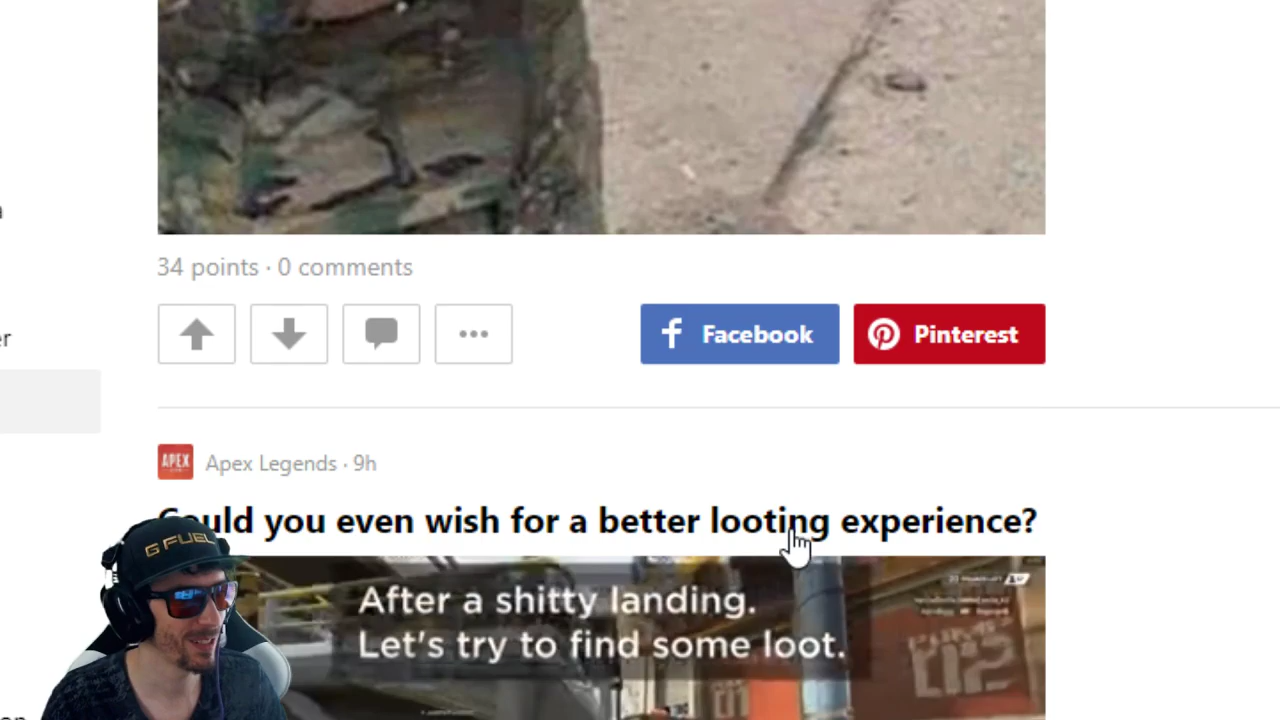 34 points · 0 comments
Facebook
Pinterest
APEX
Apex Legends · 9h
Could you even wish for a better looting experience?
G FUEL
After a shitty landing.
Let's try to find some loot.